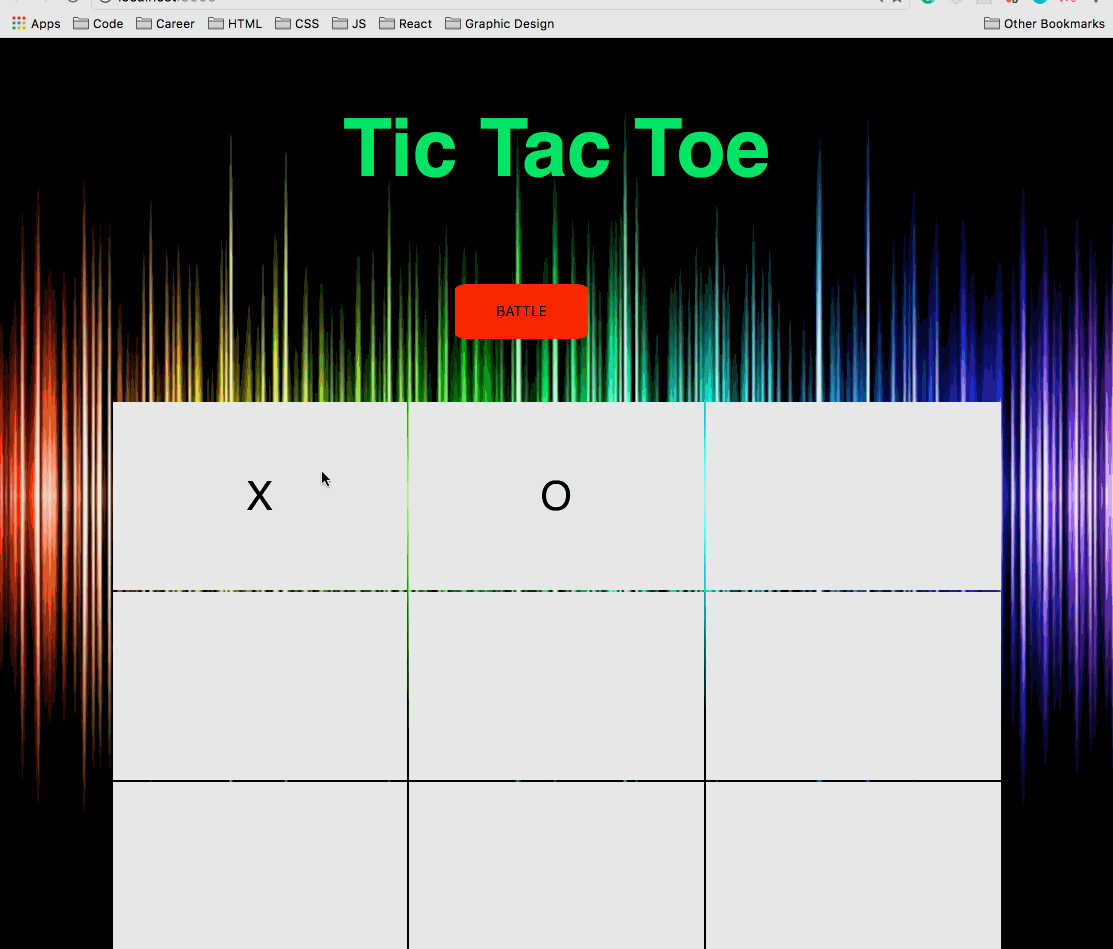 Apps Code Career HTML CSS JS React Graphic Design Other Bookmarks
Tic Tac Toe
BATTLE
X O